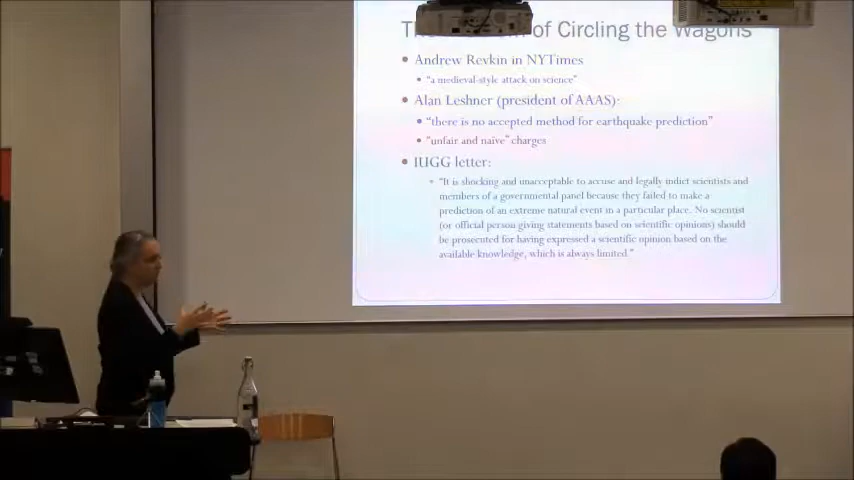 of Circling the Wagons
Andrew Revkin in NYTimes
"a medieval-style attack on science"
Alan Leshner (president of AAAS):
"there is no accepted method for earthquake prediction"
"unfair and naïve" charges
IUGG letter:
"It is shocking and unacceptable to accuse and legally indict scientists and
members of a governmental panel because they failed to make a
prediction of an extreme natural event in a particular place. No scientist
(or official person giving statements based on scientific opinions) should
be prosecuted for having expressed a scientific opinion based on the
available knowledge, which is always limited."